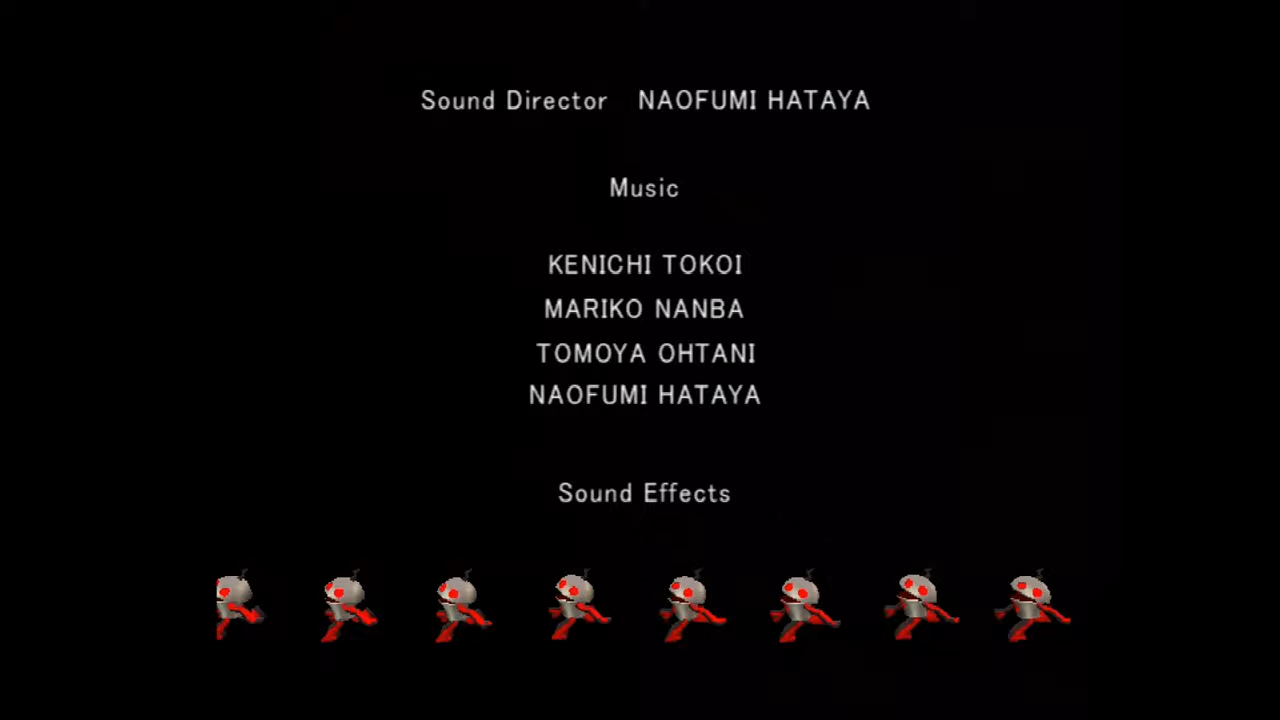 Sound Director NAOFUMI HATAYA
Music
KENICHI TOKOI
MARIKO NANBA
TOMOYA OHTANI
NAOFUMI HATAYA
Sound Effects